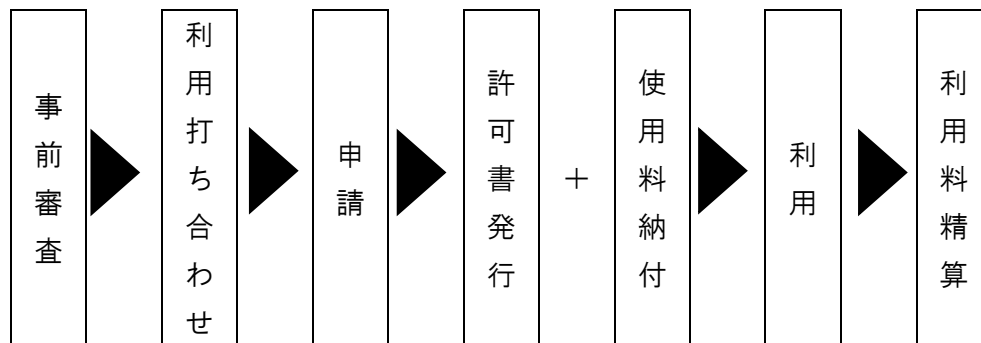 事前審査
利用打ち合わせ
申請
許可書発行
＋
使用料納付
利用
利用料精算